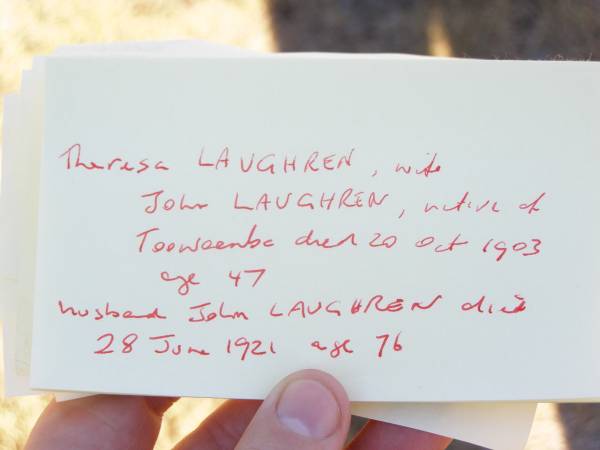 Theresa LAUGHREN, wife
John LAUGHREN, native of
Toowoomba died 20 Oct 1903
age 47
husband John LAUGHREN died
28 June 1921 age 76